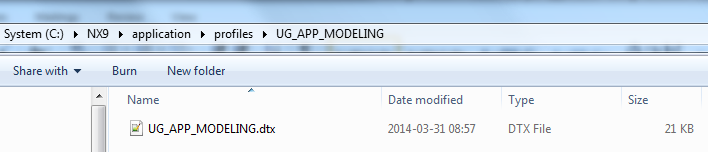 System (C:) NX9 application profiles UG_APP_MODELING
Share with Burn New folder
Name Date modified Type Size
UG_APP_MODELING.dtx 2014-03-31 08:57 DTX File 21 KB